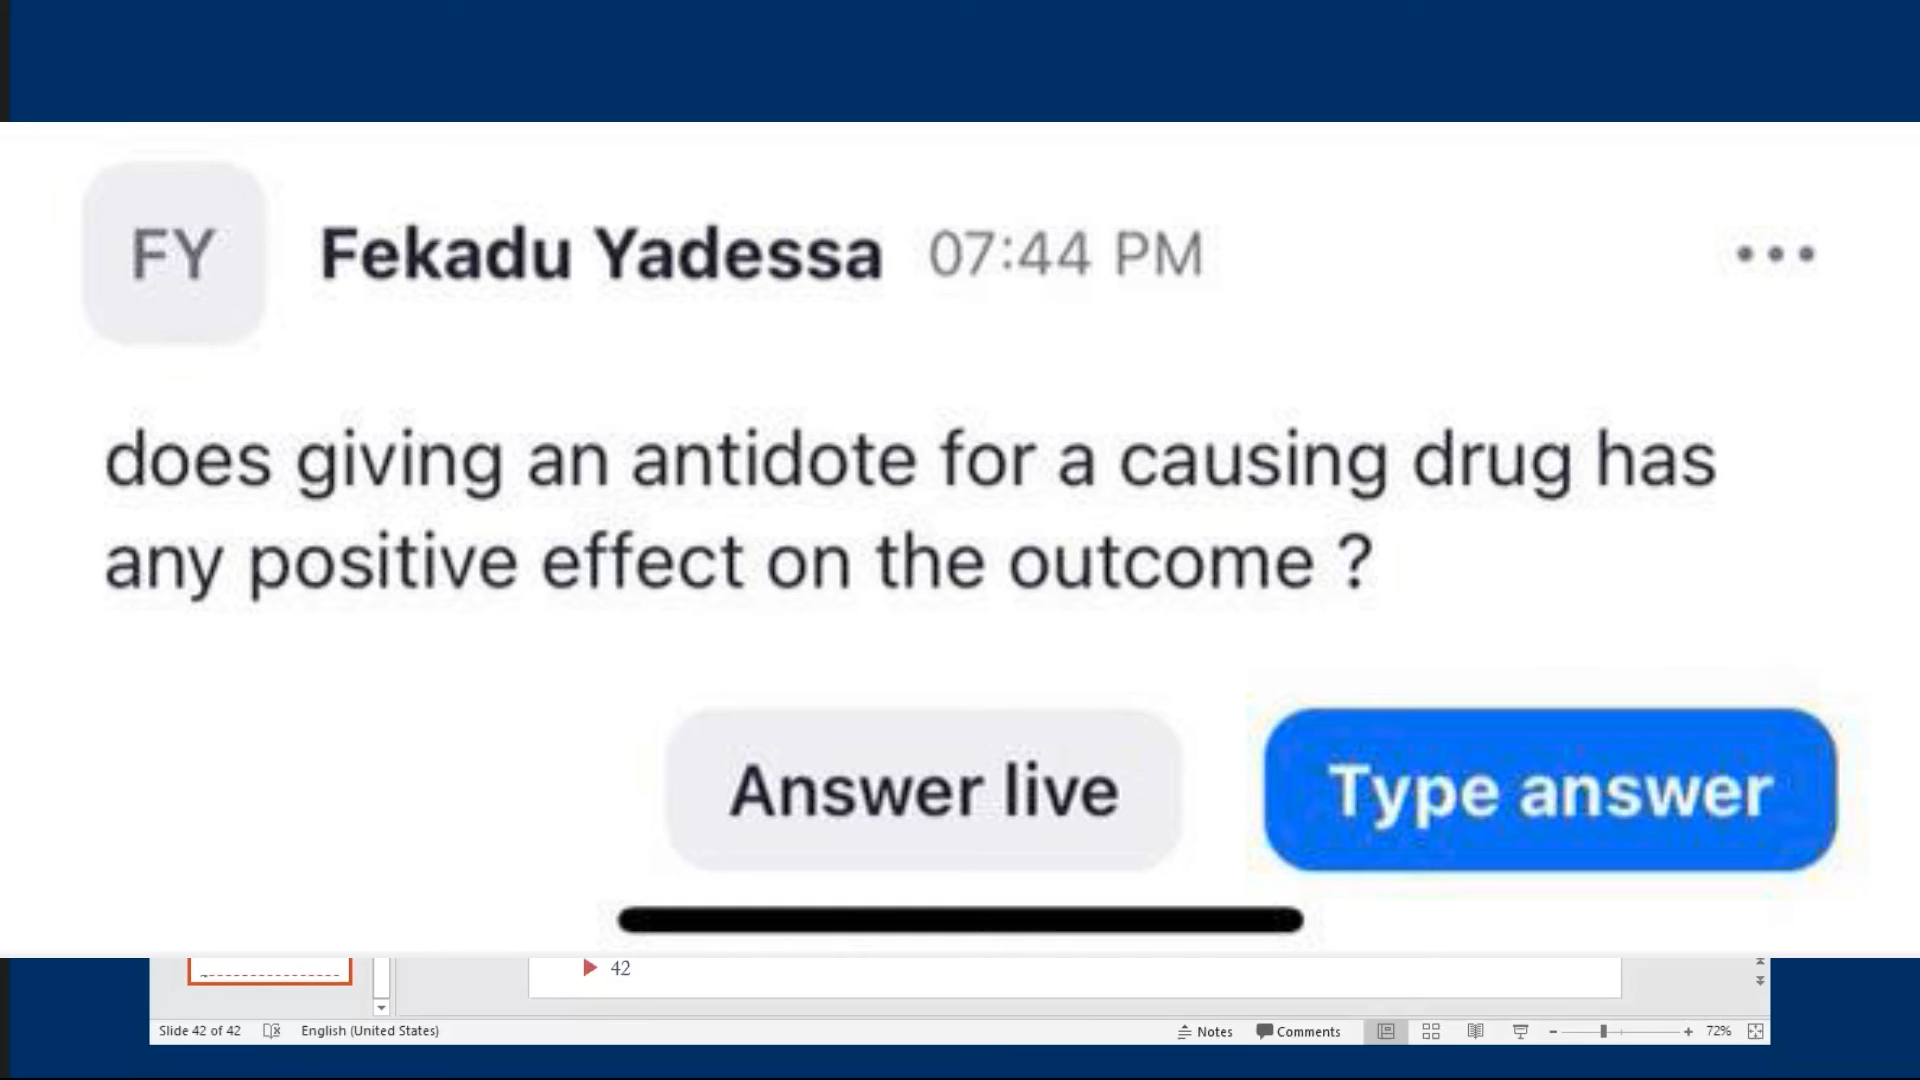 FY
Fekadu Yadessa 07:44 PM
does giving an antidote for a causing drug has
any positive effect on the outcome ?
Answer live
Type answer
42
Slide 42 of 42 English (United States) Notes Comments 72%